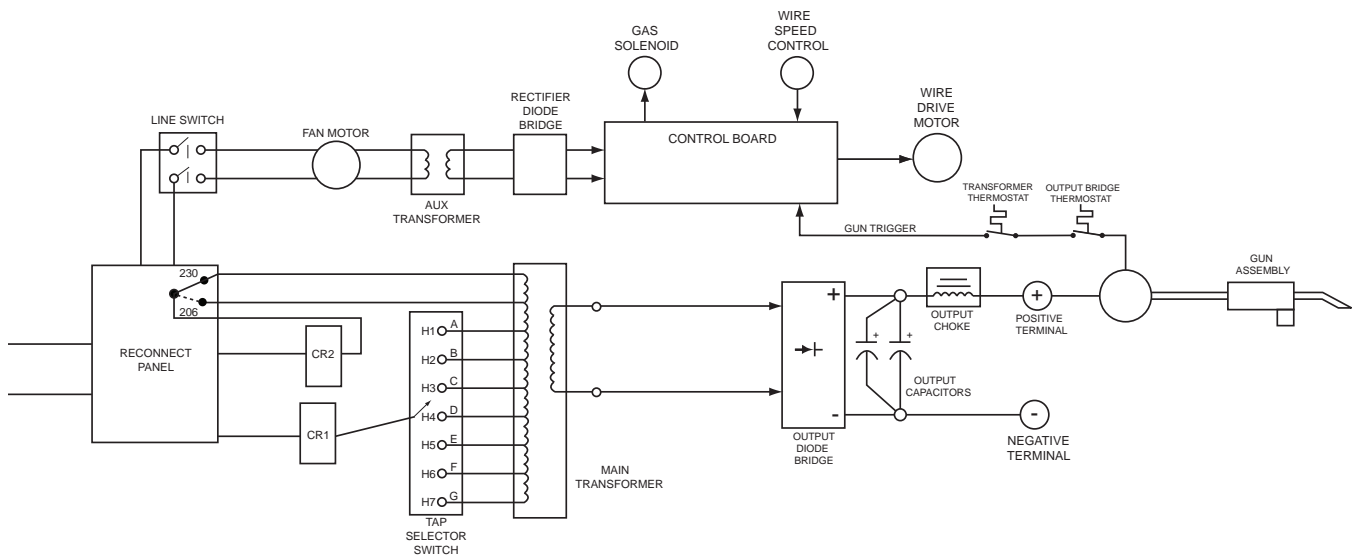 GAS
SOLENOID
WIRE
SPEED
CONTROL
RECTIFIER
DIODE
BRIDGE
WIRE
DRIVE
MOTOR
LINE SWITCH
FAN MOTOR
CONTROL BOARD
AUX
TRANSFORMER
TRANSFORMER
THERMOSTAT
OUTPUT BRIDGE
THERMOSTAT
GUN TRIGGER
GUN
ASSEMBLY
230
206
RECONNECT
PANEL
CR2
CR1
H1 A
H2 B
H3 C
H4 D
H5 E
H6 F
H7 G
TAP
SELECTOR
SWITCH
MAIN
TRANSFORMER
+
-
OUTPUT
DIODE
BRIDGE
+ +
OUTPUT
CAPACITORS
OUTPUT
CHOKE
+
POSITIVE
TERMINAL
-
NEGATIVE
TERMINAL